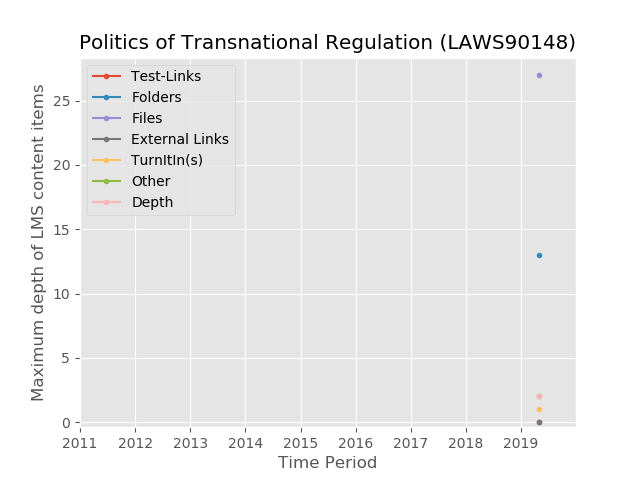 Politics of Transnational Regulation (LAWS90148)
Test-Links
Folders
Files
External Links
TurnItIn(s)
Other
Depth
Maximum depth of LMS content items
25
20
15
10
5
0
2011 2012 2013 2014 2015 2016 2017 2018 2019
Time Period